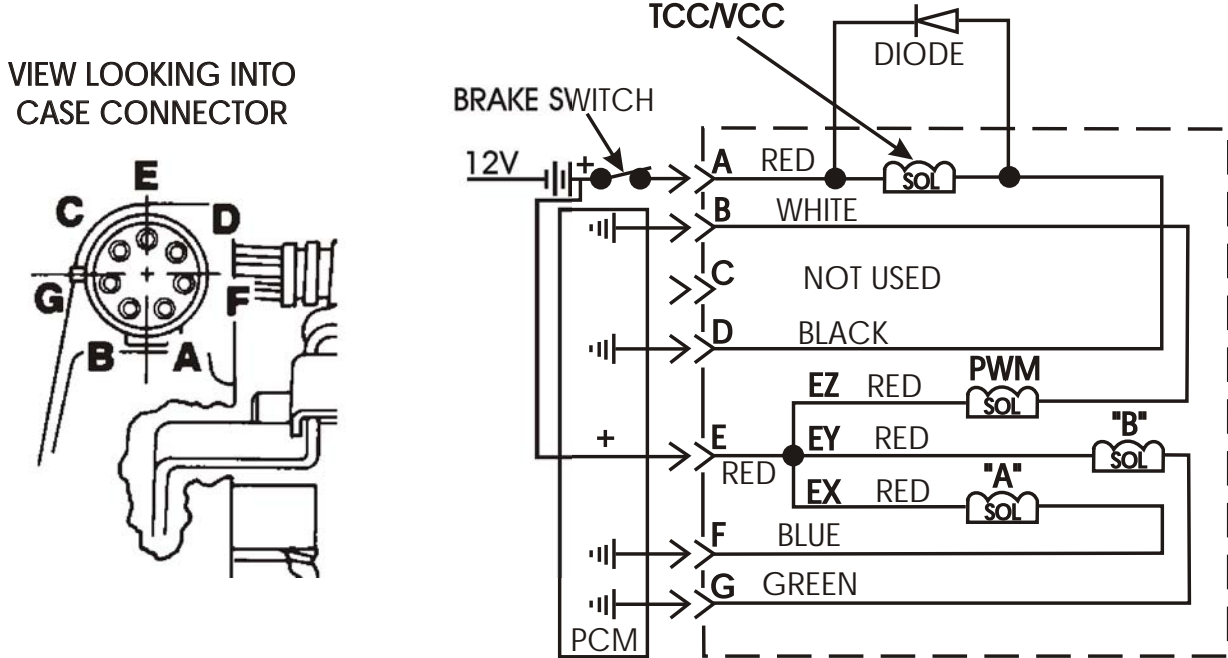 VIEW LOOKING INTO
CASE CONNECTOR
E
C
D
G
F
B
A
TCC/VCC
DIODE
BRAKE SWITCH
12V
+
A RED
SOL
B WHITE
C NOT USED
D BLACK
PWM
EZ RED
SOL
"B"
+
E
RED
EY RED
SOL
"A"
EX RED
SOL
F BLUE
G GREEN
PCM